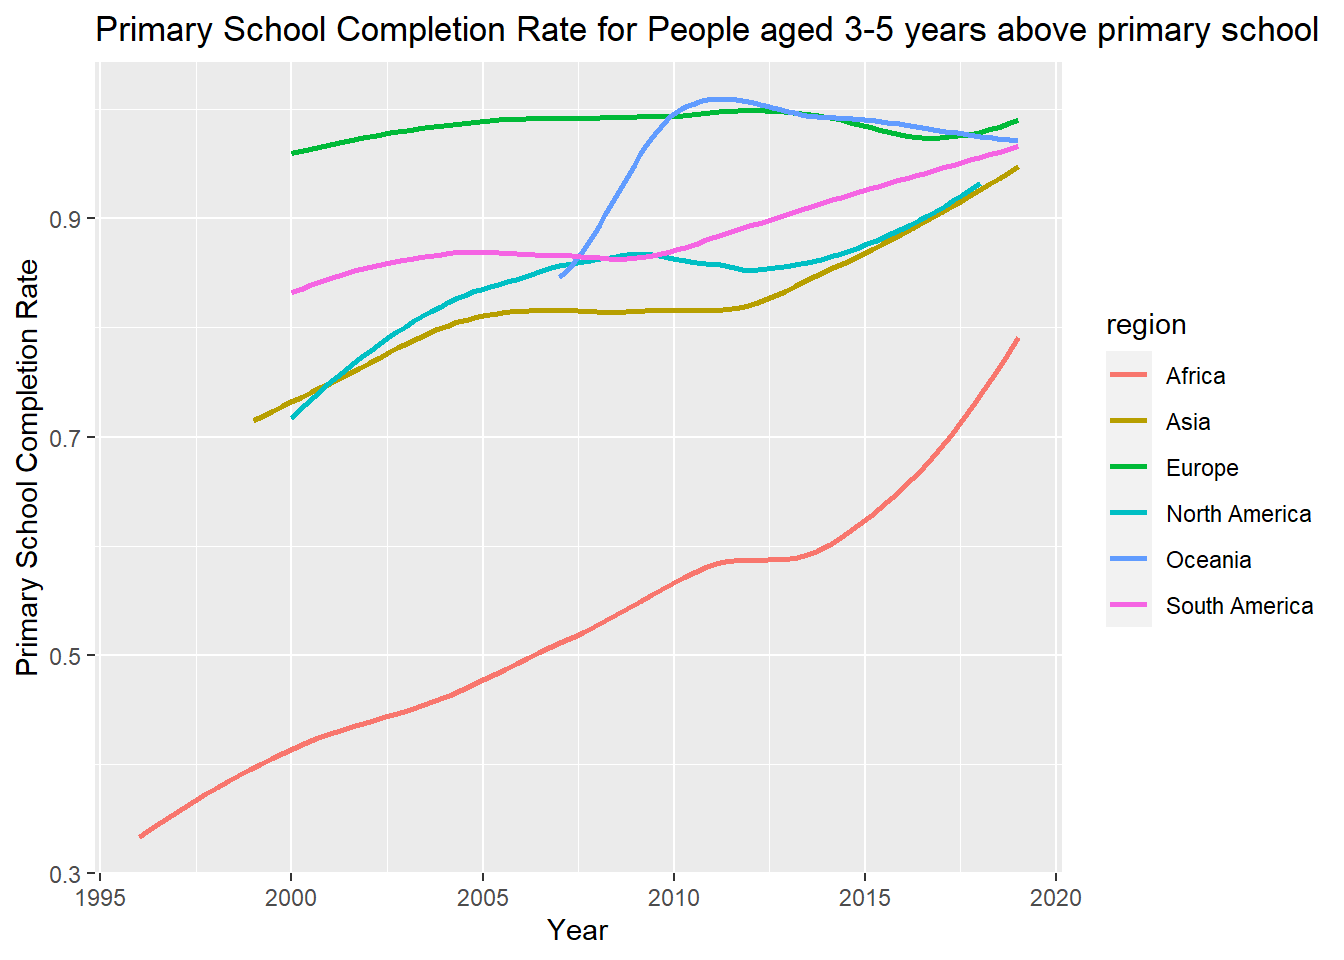 Primary School Completion Rate for People aged 3-5 years above primary school
Primary School Completion Rate
0.9
0.7
0.5
0.3
1995
2000
2005
2010
2015
2020
Year
region
Africa
Asia
Europe
North America
Oceania
South America